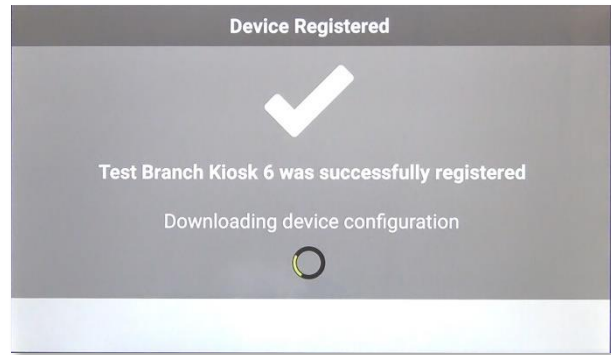 Device Registered
Test Branch Kiosk 6 was successfully registered
Downloading device configuration